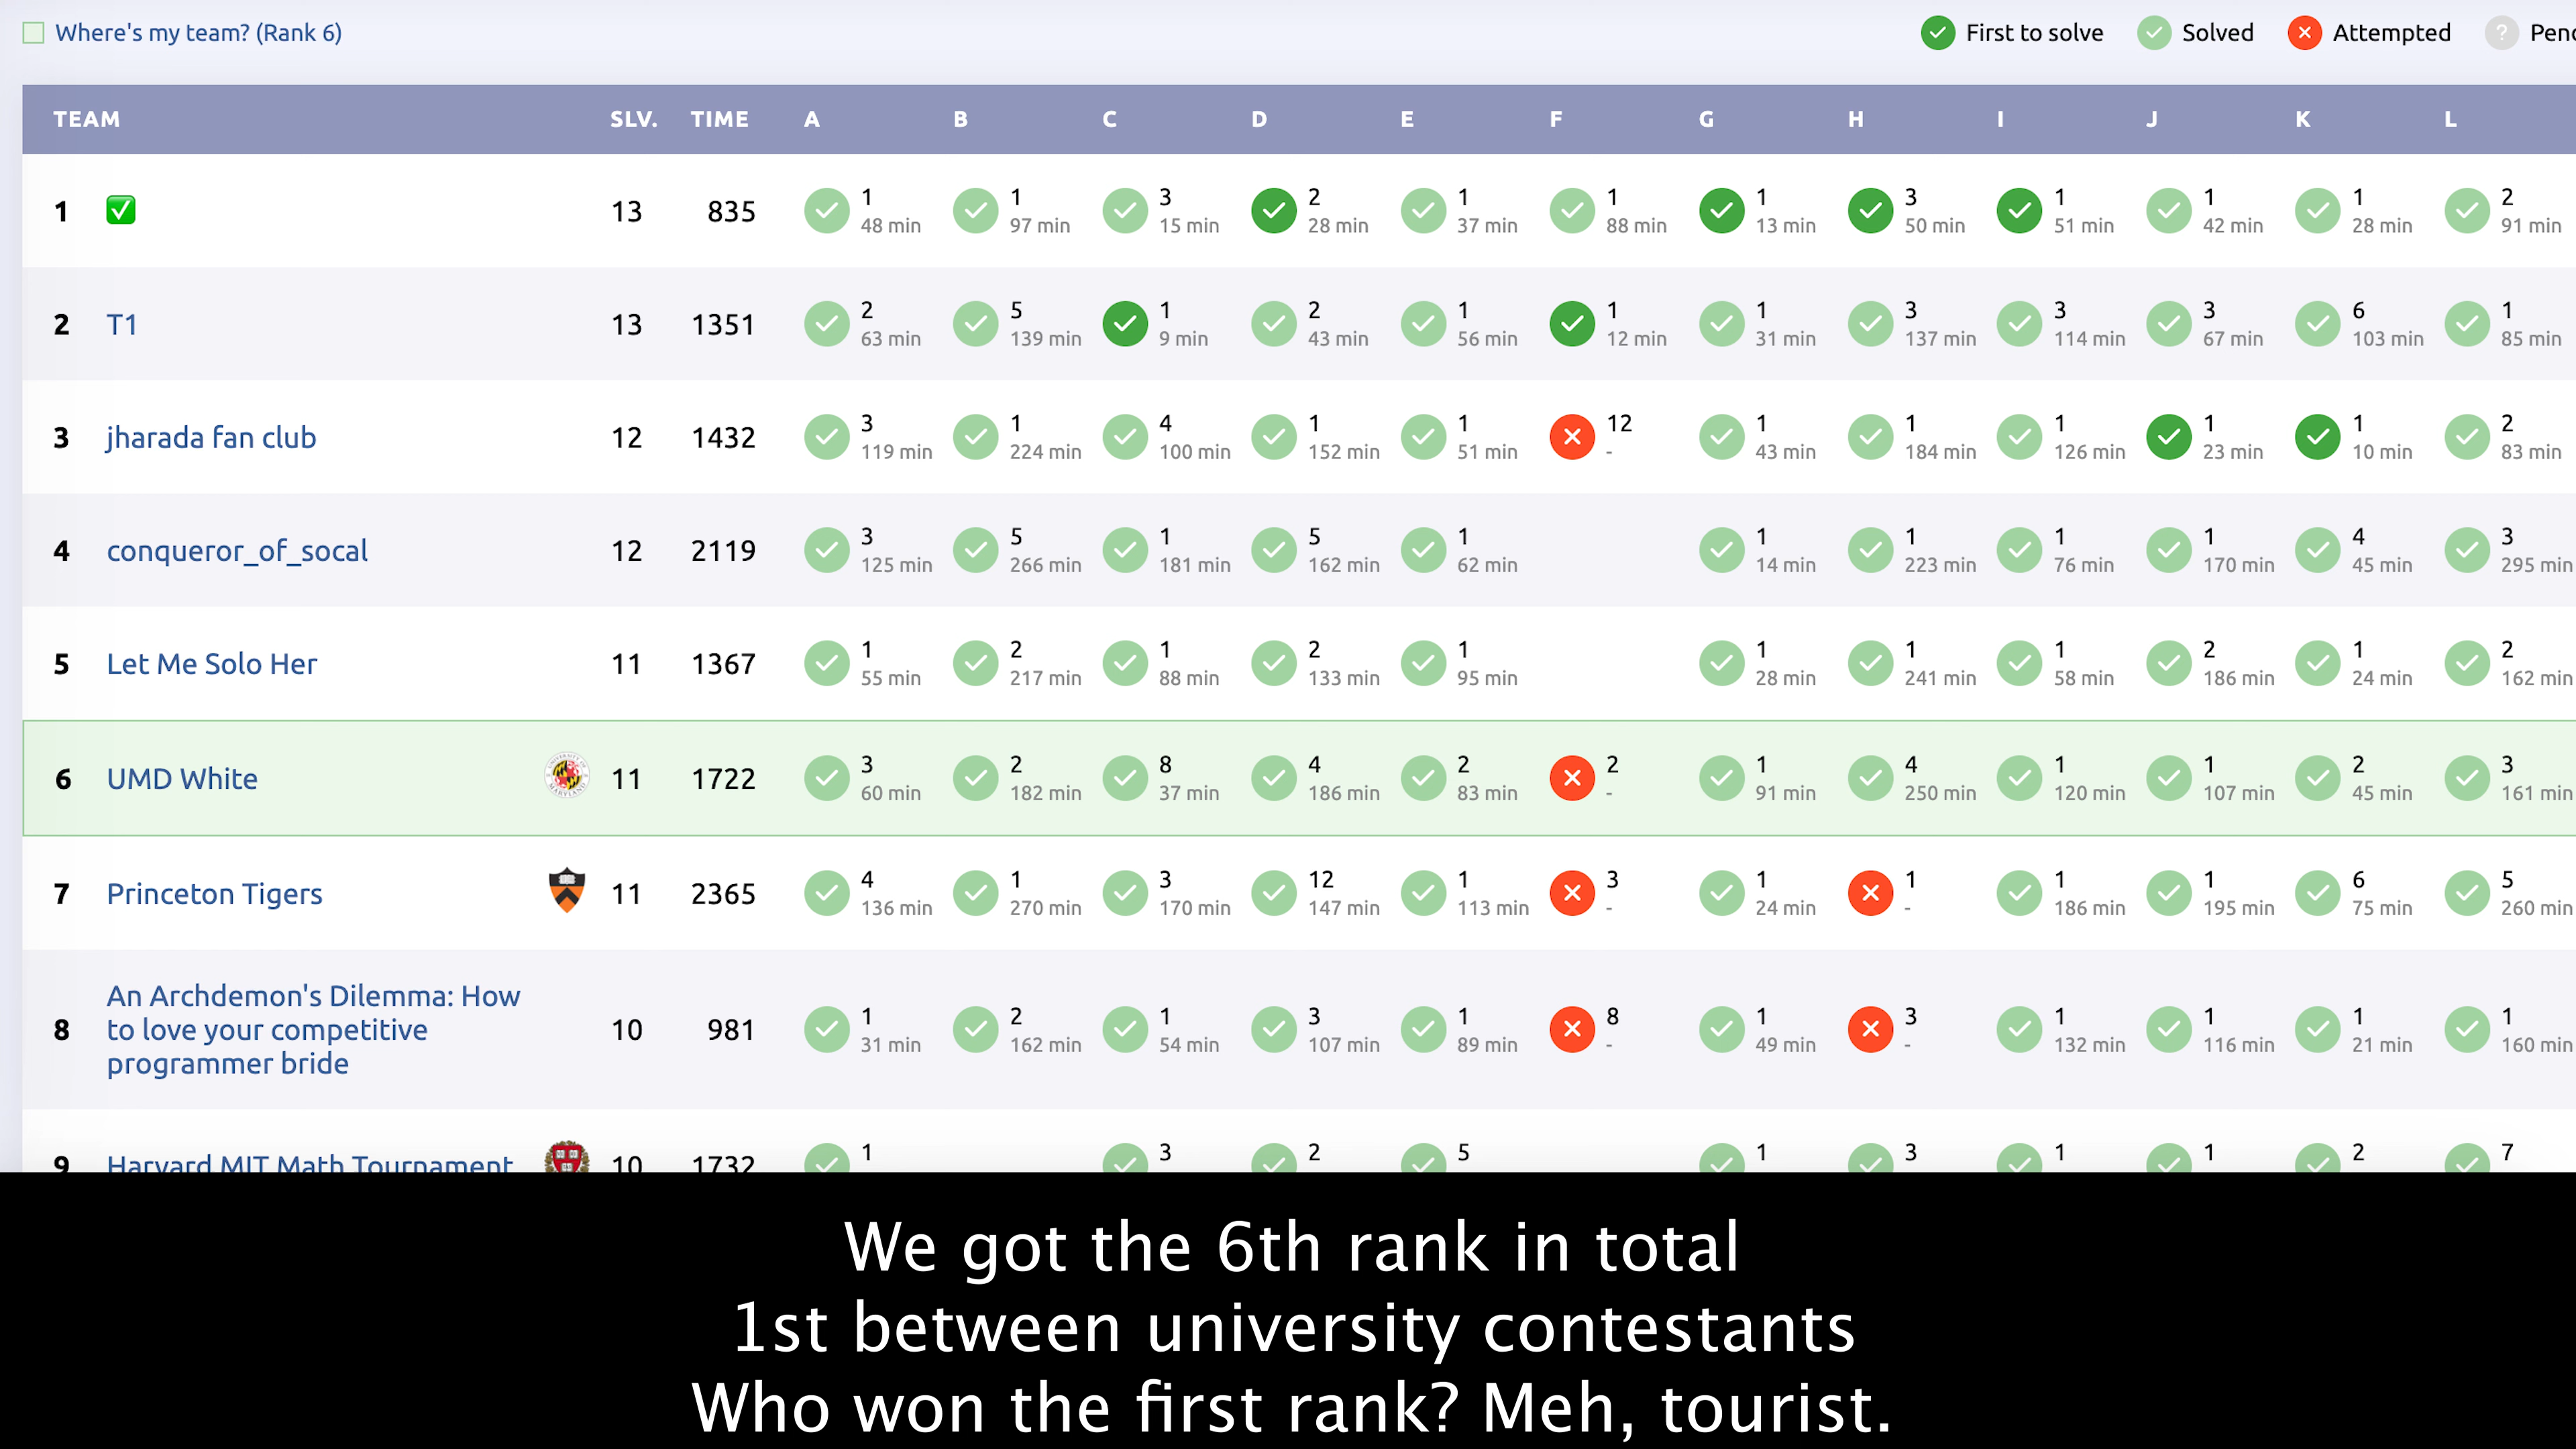 Where's my team? (Rank 6) First to solve Solved Attempted
TEAM SLV. TIME A B C D E F G H I J K L
1 ✅ 13 835 1 1 3 2 1 1 1 3 1 1 1 2
48 min 97 min 15 min 28 min 37 min 88 min 13 min 50 min 51 min 42 min 28 min 91 min
2 T1 13 1351 2 5 1 2 1 1 1 3 3 3 6 1
63 min 139 min 9 min 43 min 56 min 12 min 31 min 137 min 114 min 67 min 103 min 85 min
3 jharada fan club 12 1432 3 1 4 1 1 12 1 1 1 1 1 2
119 min 224 min 100 min 152 min 51 min - 43 min 184 min 126 min 23 min 10 min 83 min
4 conqueror_of_socal 12 2119 3 5 1 5 1 1 1 1 1 4 3
125 min 266 min 181 min 162 min 62 min 14 min 223 min 76 min 170 min 45 min 295 min
5 Let Me Solo Her 11 1367 1 2 1 2 1 1 1 1 2 1 2
55 min 217 min 88 min 133 min 95 min 28 min 241 min 58 min 186 min 24 min 162 min
6 UMD White 11 1722 3 2 8 4 2 2 1 4 1 1 2 3
60 min 182 min 37 min 186 min 83 min - 91 min 250 min 120 min 107 min 45 min 161 min
7 Princeton Tigers 11 2365 4 1 3 12 1 3 1 1 1 1 6 5
136 min 270 min 170 min 147 min 113 min - 24 min - 186 min 195 min 75 min 260 min
An Archdemon's Dilemma: How
to love your competitive
programmer bride
8 10 981 1 2 1 3 1 8 1 3 1 1 1 1
31 min 162 min 54 min 107 min 89 min - 49 min - 132 min 116 min 21 min 160 min
9 Harvard MIT Math Tournament 10 1732 1 3 2 5 1 3 1 1 2 7
We got the 6th rank in total
1st between university contestants
Who won the first rank? Meh, tourist.